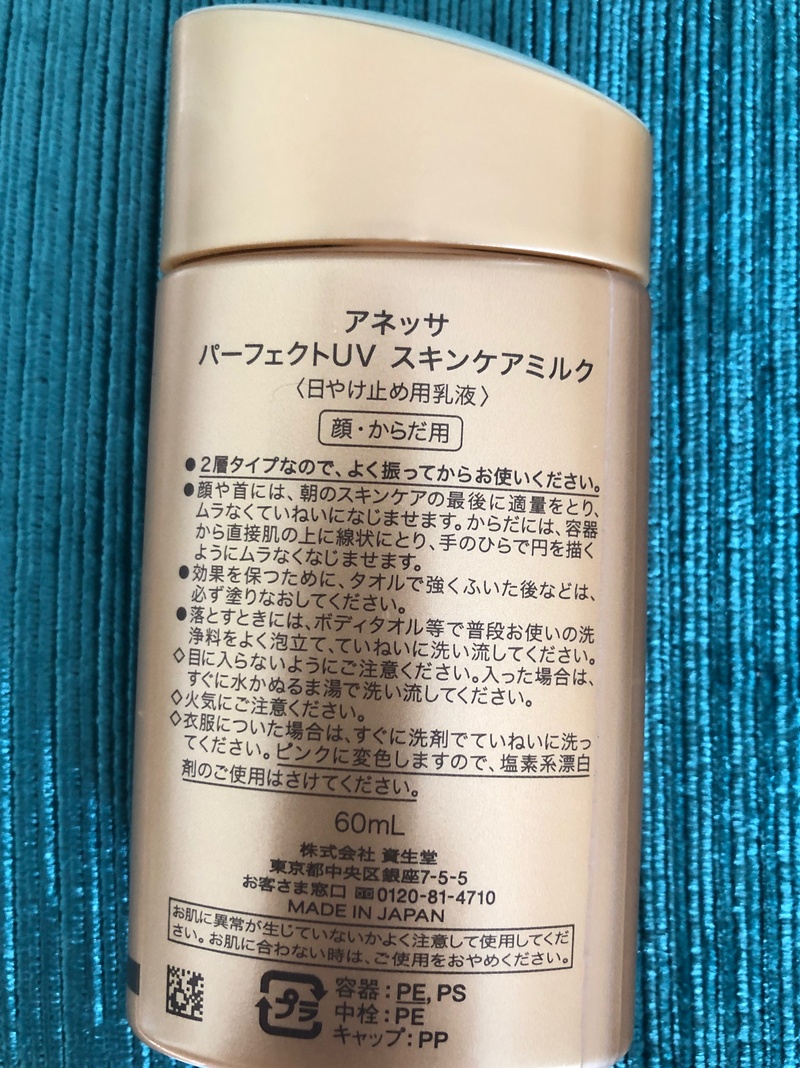 アネッサ
パーフェクトUV スキンケアミルク
〈日やけ止め用乳液〉
顔・からだ用
●2層タイプなので、よく振ってからお使いください。
●顔や首には、朝のスキンケアの最後に適量をとり、
ムラなくていねいになじませます。からだには、容器
から直接肌の上に線状にとり、手のひらで円を描く
ようにムラなくなじませます。
●効果を保つために、タオルで強くふいた後などは、
必ず塗りなおしてください。
●落とすときには、ボディタオル等で普段お使いの洗
浄料をよく泡立て、ていねいに洗い流してください。
◇目に入らないようにご注意ください。入った場合は、
すぐに水かぬるま湯で洗い流してください。
◇火気にご注意ください。
◇衣服についた場合は、すぐに洗剤でていねいに洗っ
てください。ピンクに変色しますので、塩素系漂白
剤のご使用はさけてください。
60mL
株式会社 資生堂
東京都中央区銀座7-5-5
お客さま窓口 0120-81-4710
MADE IN JAPAN
お肌に異常が生じていないかよく注意して使用してくだ
さい。お肌に合わない時は、ご使用をおやめください。
プラ
容器:PE, PS
中栓:PE
キャップ:PP